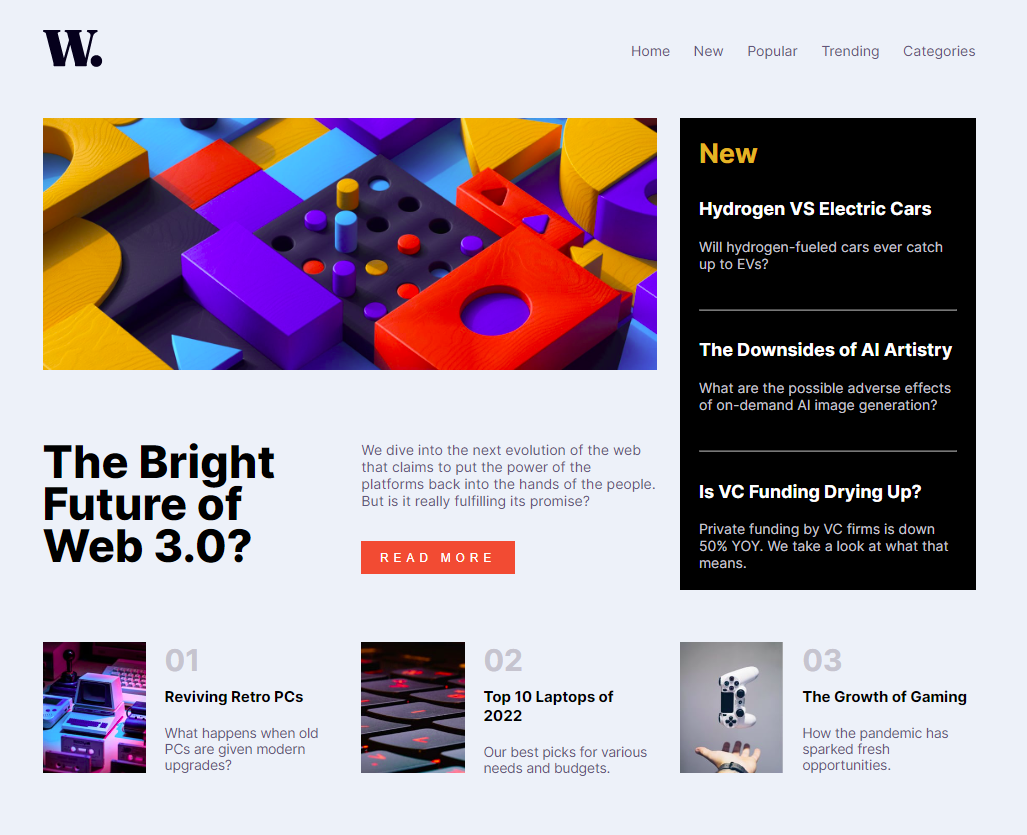 W.
Home New Popular Trending Categories
New
Hydrogen VS Electric Cars
Will hydrogen-fueled cars ever catch
up to EVs?
The Downsides of AI Artistry
What are the possible adverse effects
of on-demand AI image generation?
Is VC Funding Drying Up?
Private funding by VC firms is down
50% YOY. We take a look at what that
means.
The Bright
Future of
Web 3.0?
We dive into the next evolution of the web
that claims to put the power of the
platforms back into the hands of the people.
But is it really fulfilling its promise?
READ MORE
01
Reviving Retro PCs
What happens when old
PCs are given modern
upgrades?
02
Top 10 Laptops of
2022
Our best picks for various
needs and budgets.
03
The Growth of Gaming
How the pandemic has
sparked fresh
opportunities.